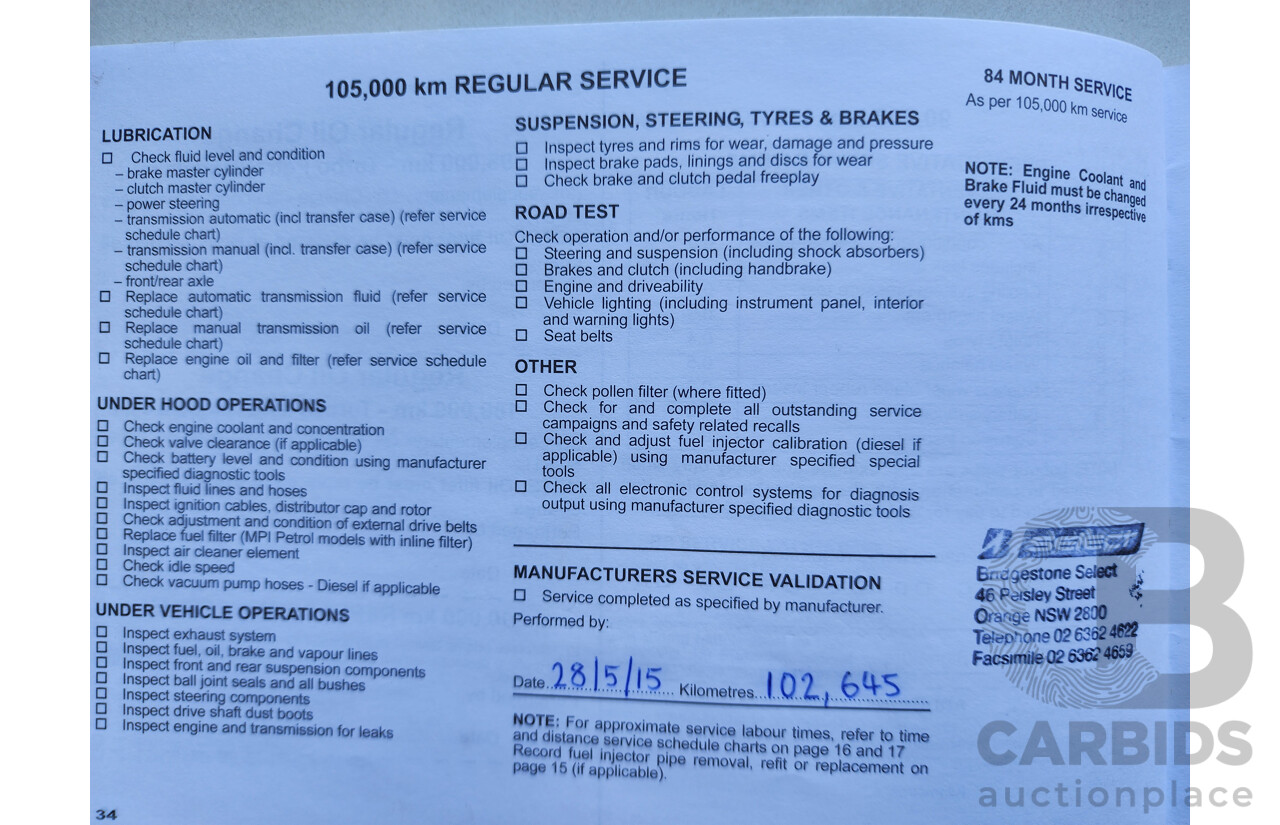 105,000 km REGULAR SERVICE
LUBRICATION
Check fluid level and condition
– brake master cylinder
– clutch master cylinder
– power steering
– transmission automatic (incl transfer case) (refer service
schedule chart)
– transmission manual (incl. transfer case) (refer service
schedule chart)
– front/rear axle
Replace automatic transmission fluid (refer service
schedule chart)
Replace manual transmission oil (refer service
schedule chart)
Replace engine oil and filter (refer service schedule
chart)
UNDER HOOD OPERATIONS
Check engine coolant and concentration
Check valve clearance (if applicable)
Check battery level and condition using manufacturer
specified diagnostic tools
Inspect fluid lines and hoses
Inspect ignition cables, distributor cap and rotor
Check adjustment and condition of external drive belts
Replace fuel filter (MPI Petrol models with inline filter)
Inspect air cleaner element
Check idle speed
Check vacuum pump hoses - Diesel if applicable
UNDER VEHICLE OPERATIONS
Inspect exhaust system
Inspect fuel, oil, brake and vapour lines
Inspect front and rear suspension components
Inspect ball joint seals and all bushes
Inspect steering components
Inspect drive shaft dust boots
Inspect engine and transmission for leaks
34
SUSPENSION, STEERING, TYRES & BRAKES
Inspect tyres and rims for wear, damage and pressure
Inspect brake pads, linings and discs for wear
Check brake and clutch pedal freeplay
ROAD TEST
Check operation and/or performance of the following:
Steering and suspension (including shock absorbers)
Brakes and clutch (including handbrake)
Engine and driveability
Vehicle lighting (including instrument panel, interior
and warning lights)
Seat belts
OTHER
Check pollen filter (where fitted)
Check for and complete all outstanding service
campaigns and safety related recalls
Check and adjust fuel injector calibration (diesel if
applicable) using manufacturer specified special
tools
Check all electronic control systems for diagnosis
output using manufacturer specified diagnostic tools
MANUFACTURERS SERVICE VALIDATION
Service completed as specified by manufacturer.
Performed by:
Date 28/5/15 Kilometres 102,645
NOTE: For approximate service labour times, refer to time
and distance service schedule charts on page 16 and 17
Record fuel injector pipe removal, refit or replacement on
page 15 (if applicable).
84 MONTH SERVICE
As per 105,000 km service
NOTE: Engine Coolant and
Brake Fluid must be changed
every 24 months irrespective
of kms
Bridgestone Select
46 Peisley Street
Orange NSW 2800
Telephone 02 6362 4622
Facsimile 02 6362 4659
CARBIDS
auctionplace